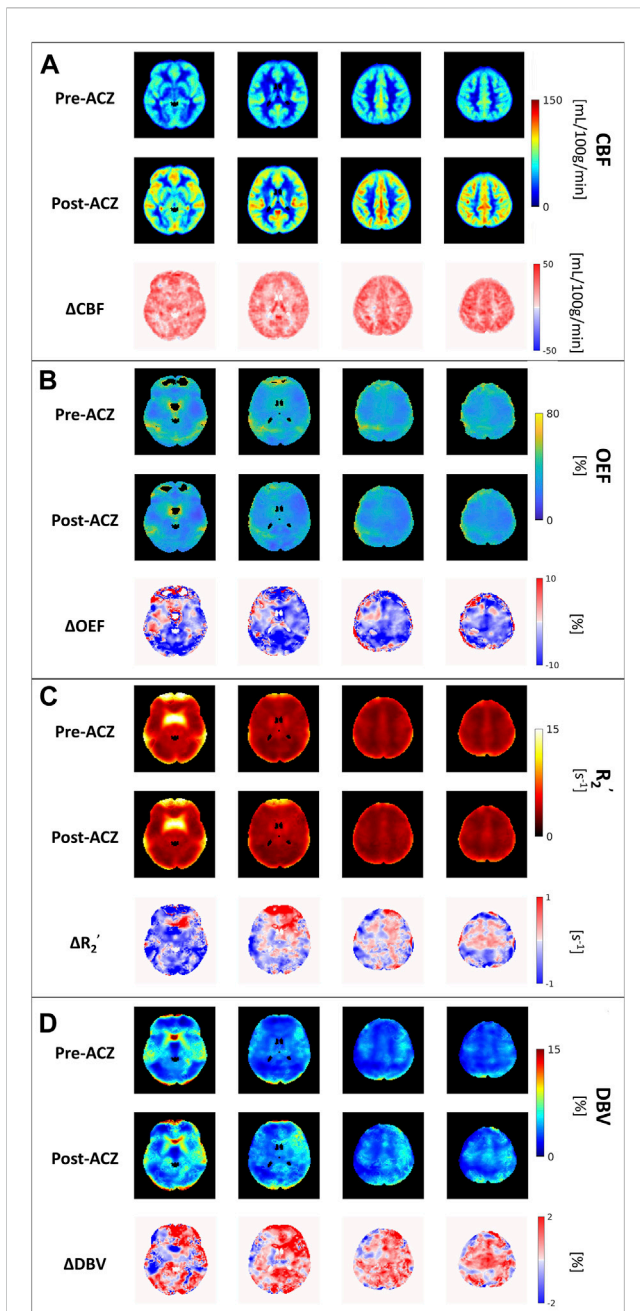 A
Pre-ACZ
150
0
[mL/100g/min]
CBF
Post-ACZ
ΔCBF
50
-50
[mL/100g/min]
B
Pre-ACZ
80
0
[%]
OEF
Post-ACZ
ΔOEF
10
-10
[%]
C
Pre-ACZ
15
0
[s⁻¹]
R₂′
Post-ACZ
ΔR₂′
1
-1
[s⁻¹]
D
Pre-ACZ
15
0
[%]
DBV
Post-ACZ
ΔDBV
2
-2
[%]